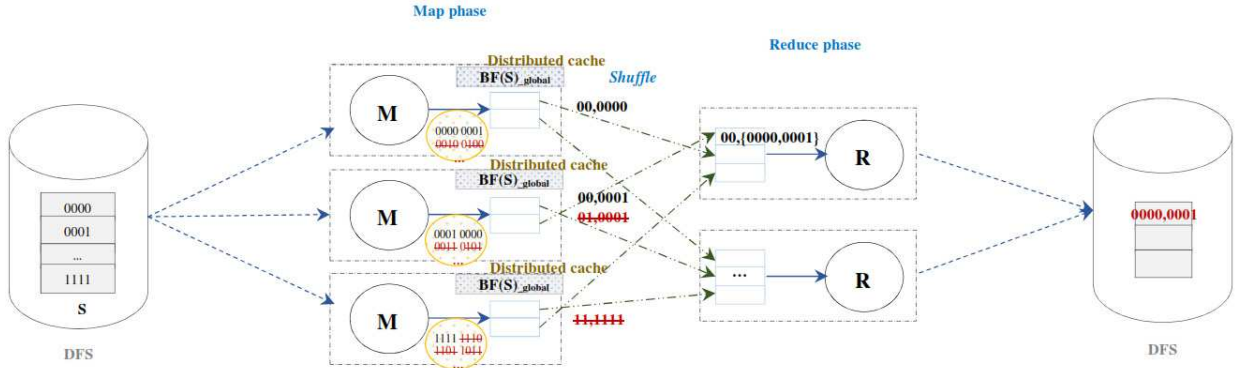 Map phase
Reduce phase
Distributed cache
BF(S)_global
Shuffle
M
0000 0001
0010 0100
...
00,0000
Distributed cache
BF(S)_global
M
0001 0000
0011 0101
...
00,0001
01,0001
Distributed cache
BF(S)_global
M
1111 1110
1101 1011
...
11,1111
0000
0001
...
1111
S
DFS
00,{0000,0001}
R
...
R
0000,0001
DFS